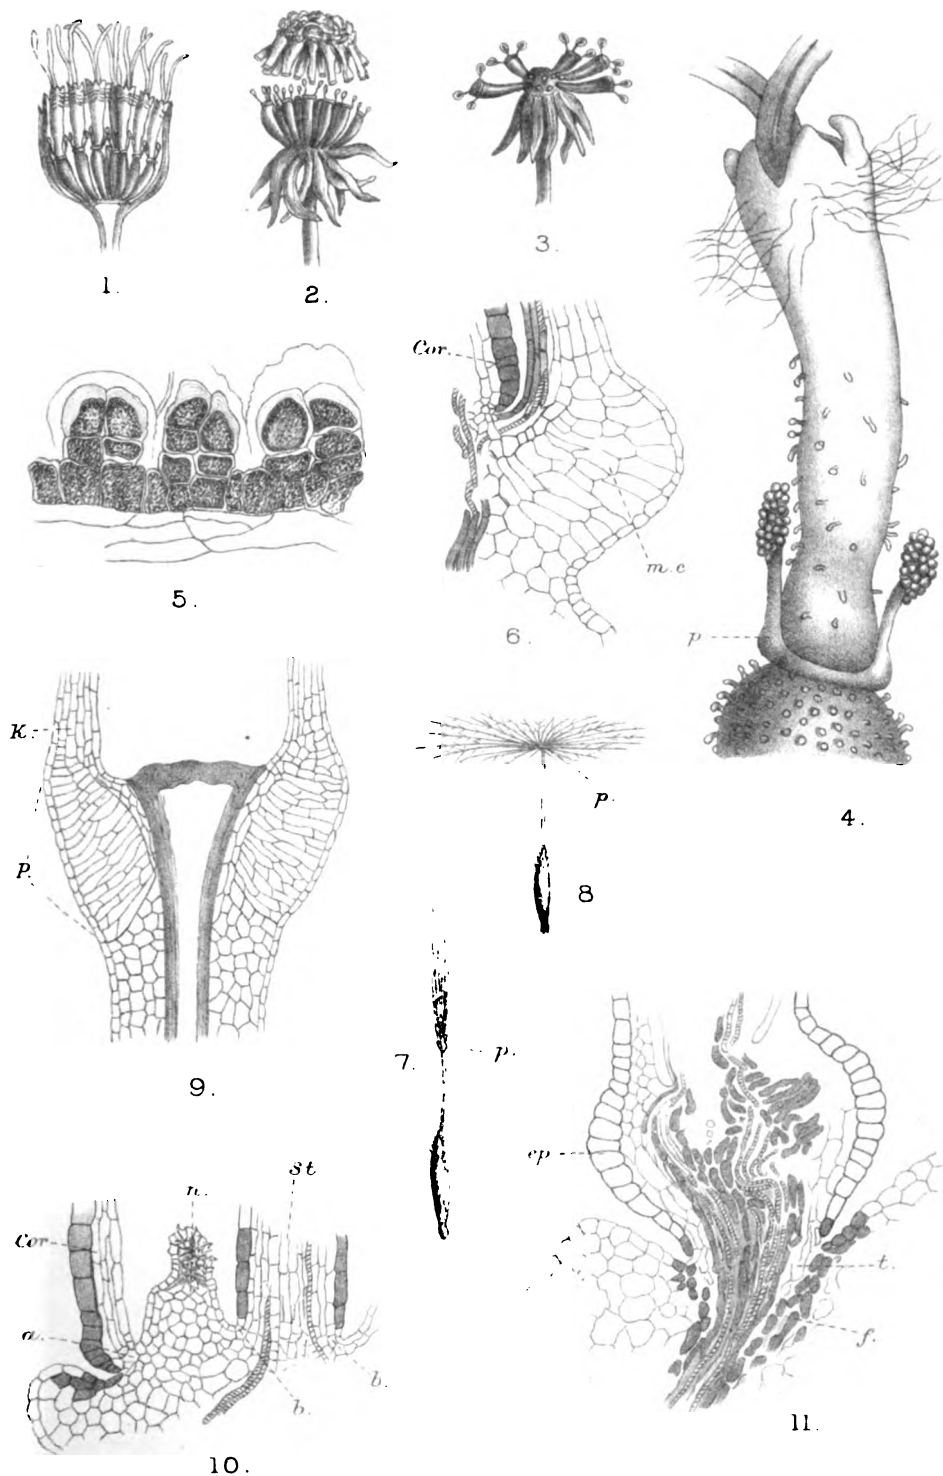 1.
2.
3.
Cor.
5.
m.c
6.
p
4.
K.
p.
8
P.
7.
p.
9.
ep
st
n.
Cor
t.
a.
f.
b.
b.
11.
10.